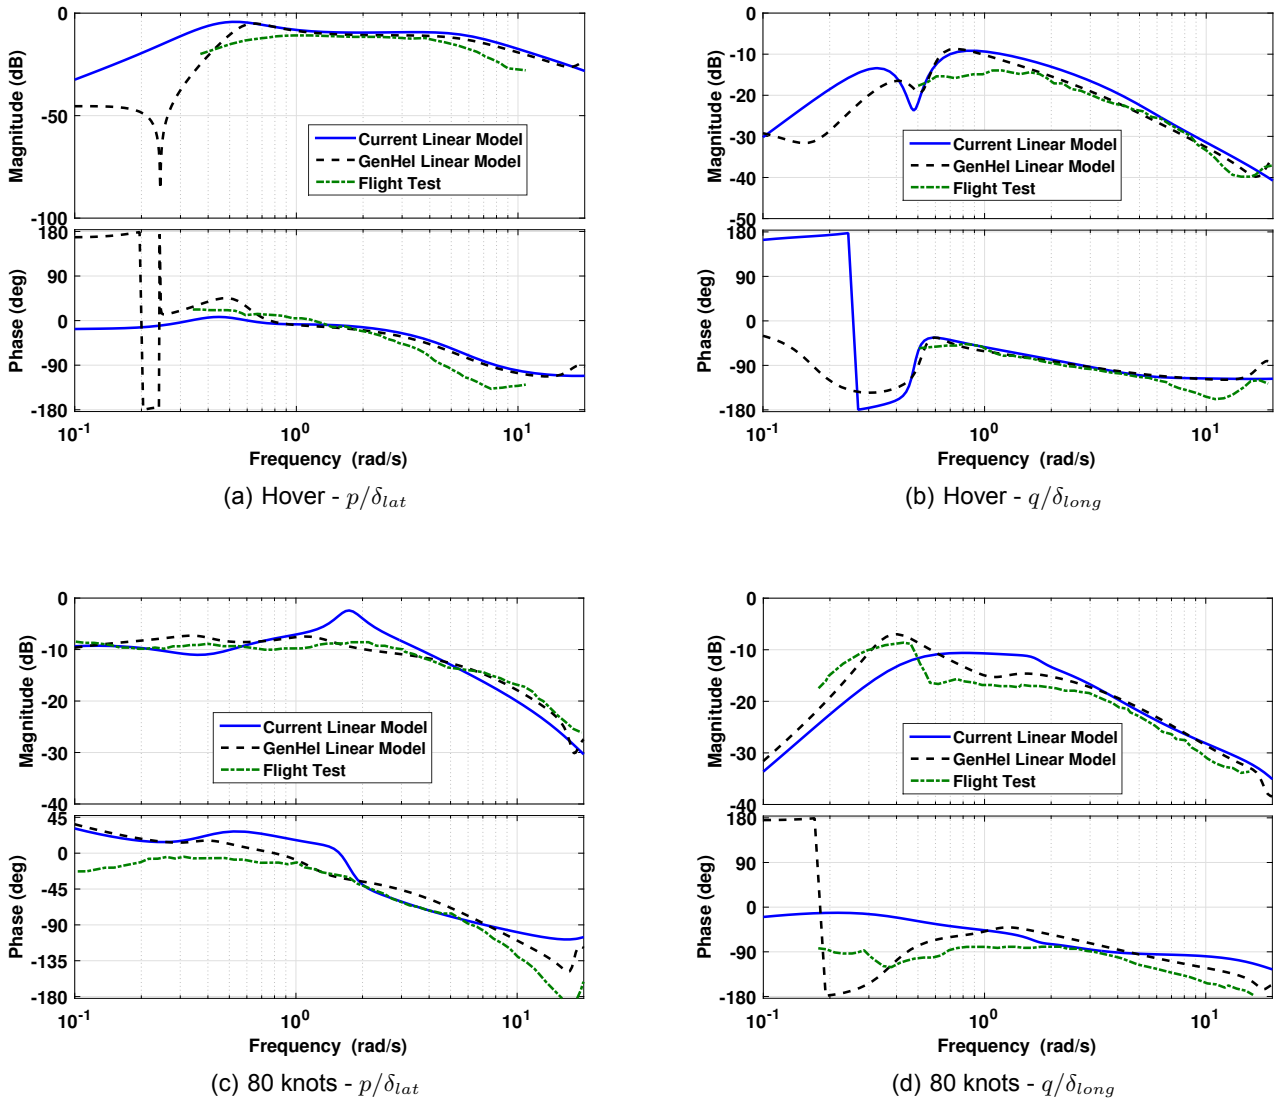 0
-50
-100
Magnitude (dB)
Current Linear Model
GenHel Linear Model
Flight Test
180
90
0
-90
-180
Phase (deg)
10^-1
10^0
10^1
Frequency (rad/s)
(a) Hover - p/δ_lat
0
-10
-20
-30
-40
-50
Magnitude (dB)
Current Linear Model
GenHel Linear Model
Flight Test
180
90
0
-90
-180
Phase (deg)
10^-1
10^0
10^1
Frequency (rad/s)
(b) Hover - q/δ_long
0
-10
-20
-30
-40
Magnitude (dB)
Current Linear Model
GenHel Linear Model
Flight Test
45
0
-45
-90
-135
-180
Phase (deg)
10^-1
10^0
10^1
Frequency (rad/s)
(c) 80 knots - p/δ_lat
0
-10
-20
-30
-40
Magnitude (dB)
Current Linear Model
GenHel Linear Model
Flight Test
180
90
0
-90
-180
Phase (deg)
10^-1
10^0
10^1
Frequency (rad/s)
(d) 80 knots - q/δ_long